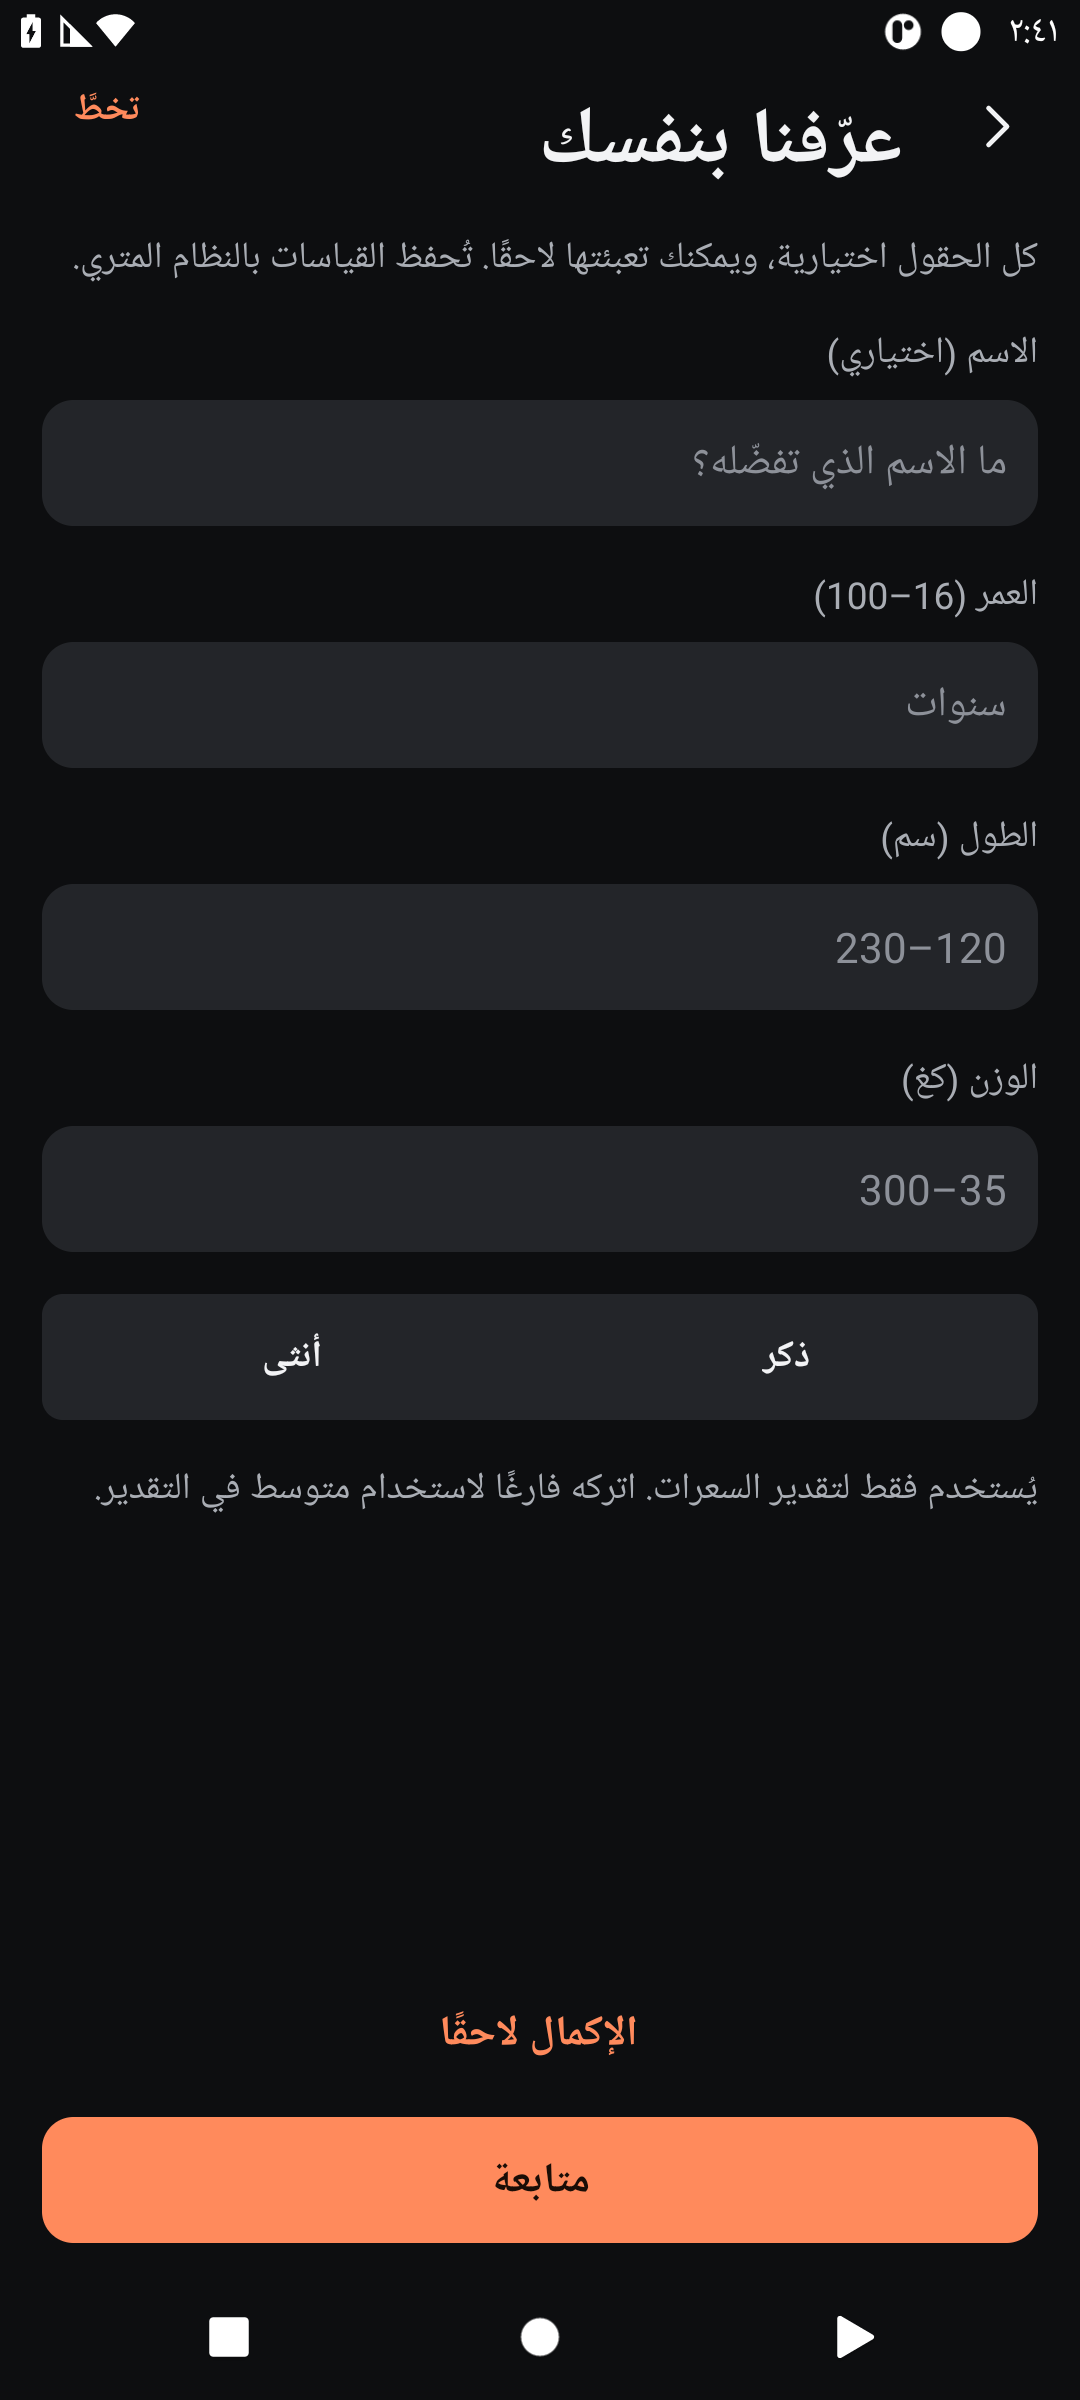 ٢:٤١
عرّفنا بنفسك
تخطَّ
كل الحقول اختيارية، ويمكنك تعبئتها لاحقًا. تُحفظ القياسات بالنظام المتري.
الاسم (اختياري)
ما الاسم الذي تفضّله؟
العمر (16–100)
سنوات
الطول (سم)
120–230
الوزن (كغ)
35–300
ذكر
أنثى
يُستخدم فقط لتقدير السعرات. اتركه فارغًا لاستخدام متوسط في التقدير.
الإكمال لاحقًا
متابعة